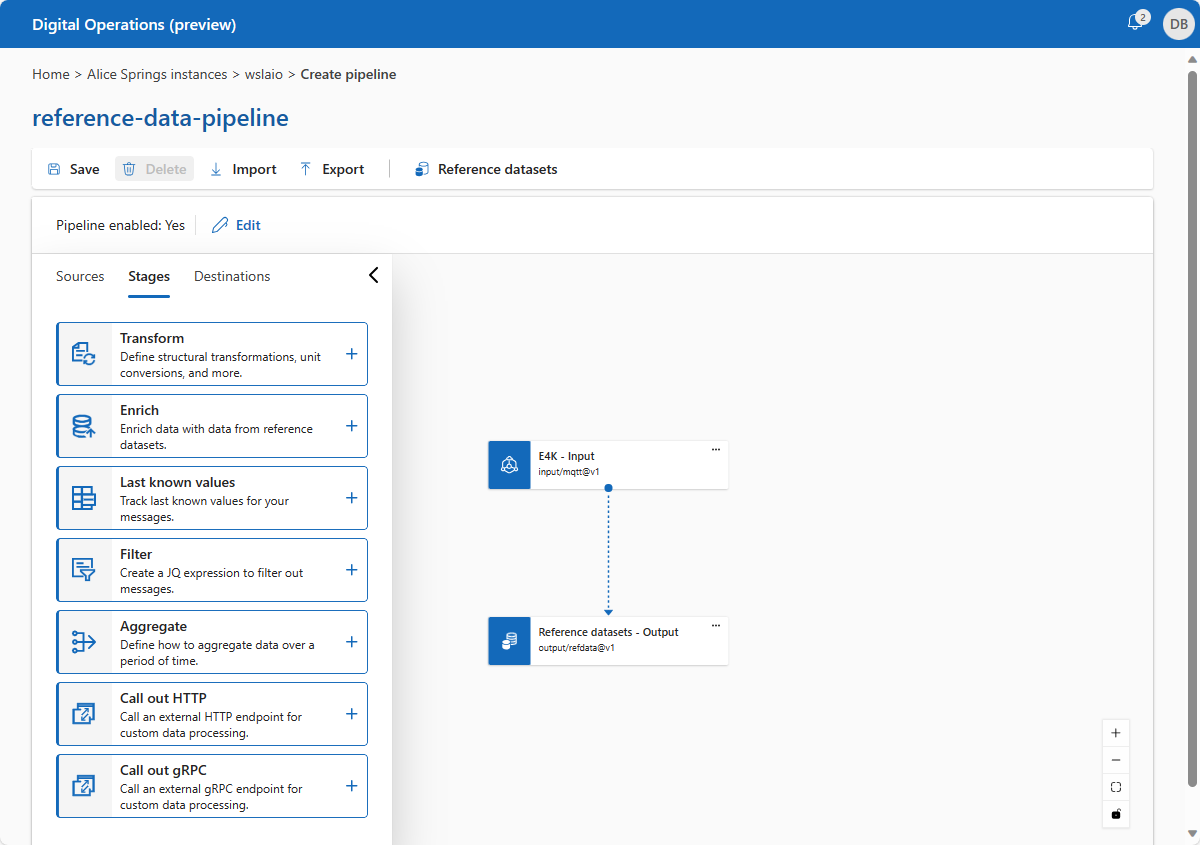 Digital Operations (preview)
2
DB
Home > Alice Springs instances > wslaio > Create pipeline
reference-data-pipeline
Save
Delete
Import
Export
Reference datasets
Pipeline enabled: Yes
Edit
Sources
Stages
Destinations
Transform
Define structural transformations, unit
conversions, and more.
Enrich
Enrich data with data from reference
datasets.
Last known values
Track last known values for your
messages.
Filter
Create a JQ expression to filter out
messages.
Aggregate
Define how to aggregate data over a
period of time.
Call out HTTP
Call an external HTTP endpoint for
custom data processing.
Call out gRPC
Call an external gRPC endpoint for
custom data processing.
E4K - Input
input/mqtt@v1
Reference datasets - Output
output/refdata@v1